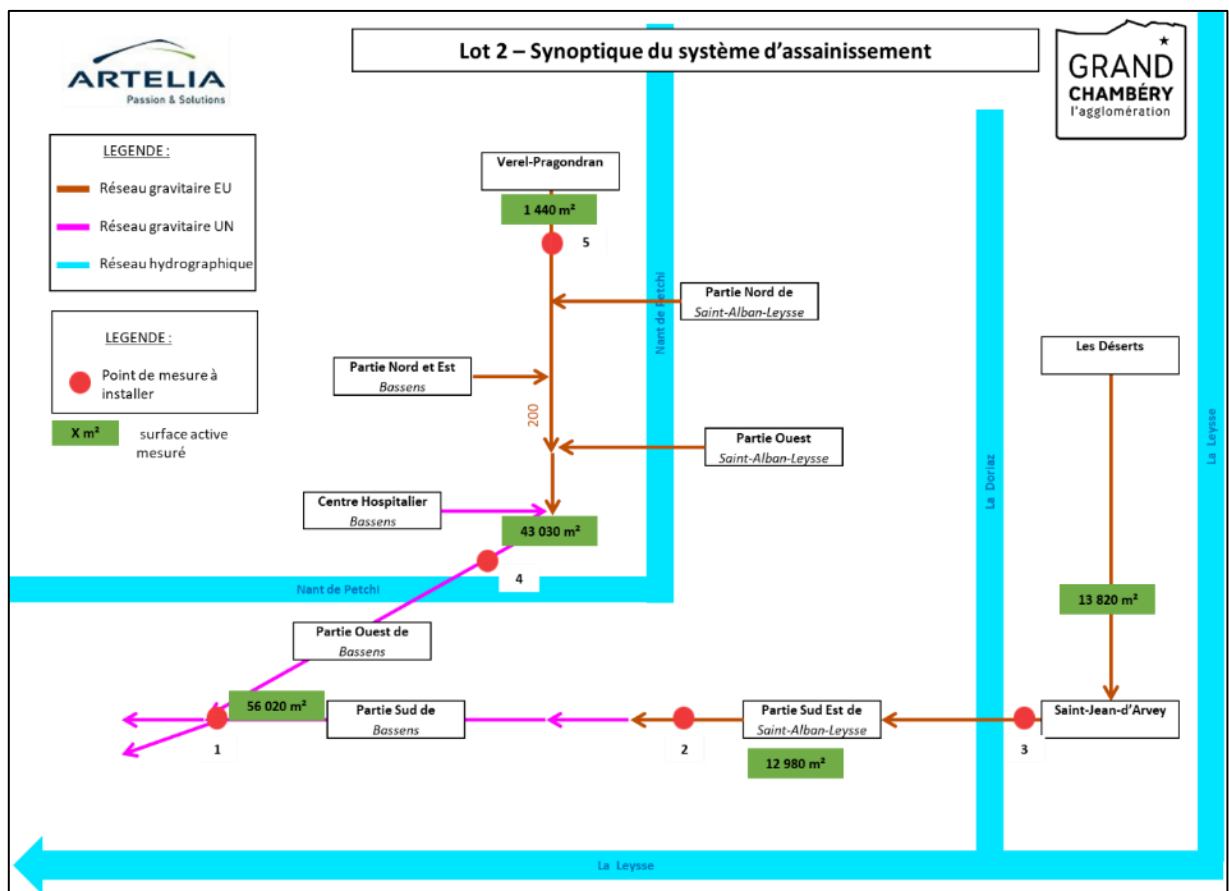 Lot 2 – Synoptique du système d'assainissement
ARTELIA
Passion & Solutions
GRAND
CHAMBÉRY
l'agglomération
LEGENDE :
Réseau gravitaire EU
Réseau gravitaire UN
Réseau hydrographique
LEGENDE :
Point de mesure à
installer
X m²
surface active
mesuré
Verel-Pragondran
1 440 m²
5
Partie Nord de
Saint-Alban-Leysse
Nant de Petchi
Partie Nord et Est
Bassens
200
Partie Ouest
Saint-Alban-Leysse
Centre Hospitalier
Bassens
43 030 m²
4
Nant de Petchi
Partie Ouest de
Bassens
Les Déserts
La Leysse
La Doriaz
13 820 m²
56 020 m²
1
Partie Sud de
Bassens
2
Partie Sud Est de
Saint-Alban-Leysse
12 980 m²
3
Saint-Jean-d'Arvey
La Leysse